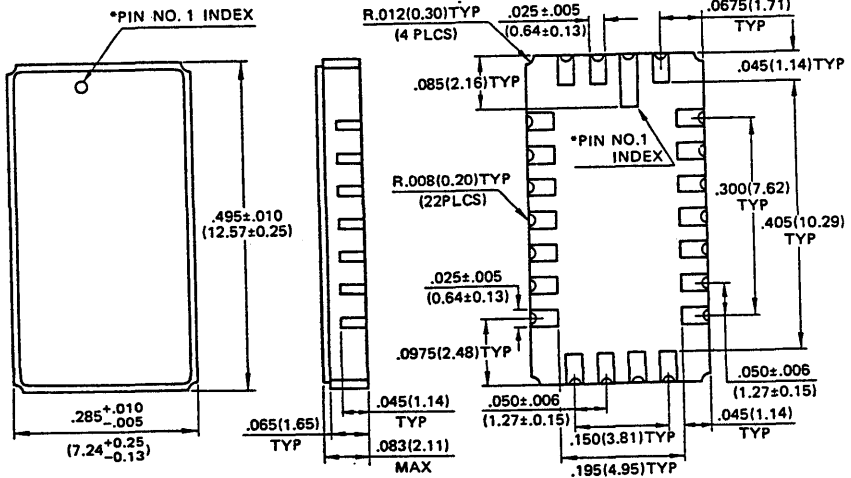 *PIN NO. 1 INDEX
R.012(0.30)TYP
(4 PLCS)
.025±.005
(0.64±0.13)
.0675(1.71)
TYP
.085(2.16)TYP
.045(1.14)TYP
*PIN NO.1
INDEX
R.008(0.20)TYP
(22PLCS)
.300(7.62)
TYP
.405(10.29)
TYP
.495±.010
(12.57±0.25)
.025±.005
(0.64±0.13)
.0975(2.48)TYP
.285+.010
-.005
(7.24+0.25
-0.13)
.045(1.14)
TYP
.065(1.65)
TYP
.083(2.11)
MAX
.050±.006
(1.27±0.15)
.150(3.81)TYP
.195(4.95)TYP
.050±.006
(1.27±0.15)
.045(1.14)
TYP